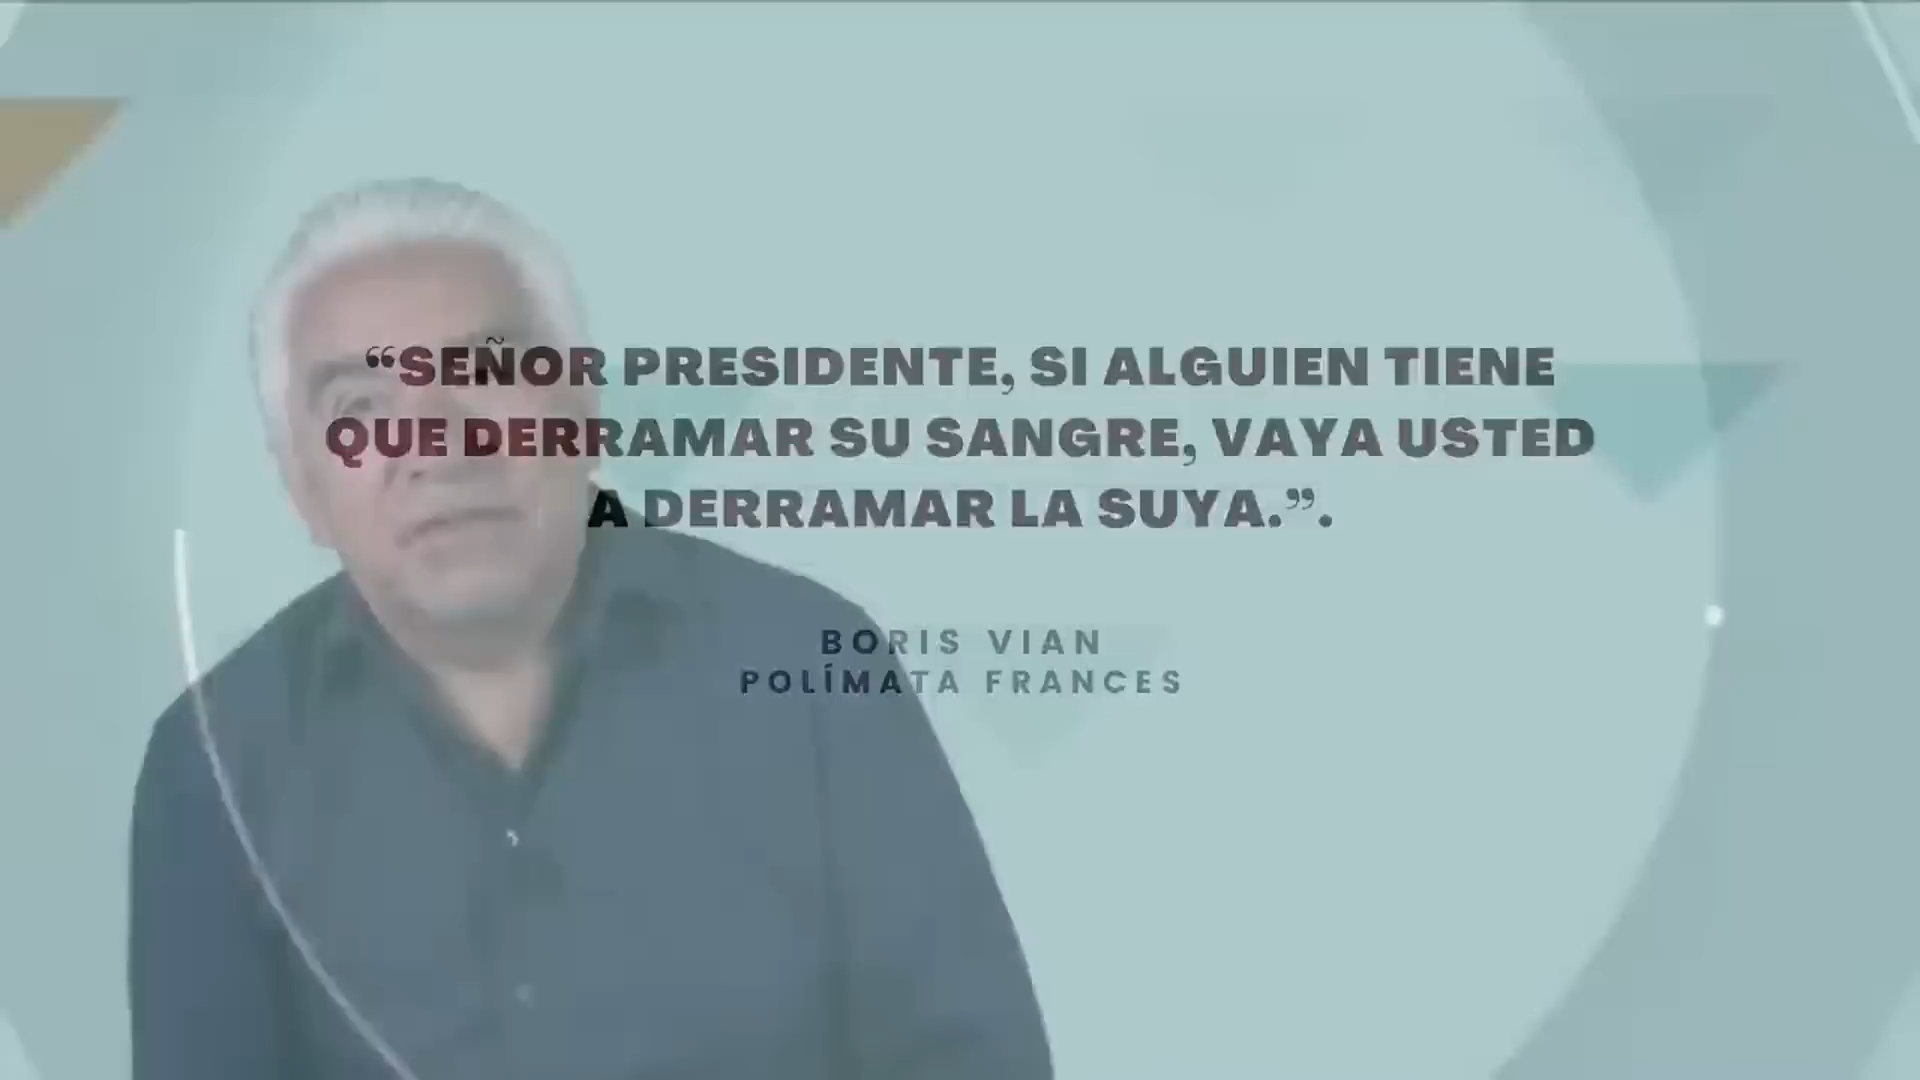 “SEÑOR PRESIDENTE, SI ALGUIEN TIENE
QUE DERRAMAR SU SANGRE, VAYA USTED
A DERRAMAR LA SUYA.”.
BORIS VIAN
POLÍMATA FRANCES